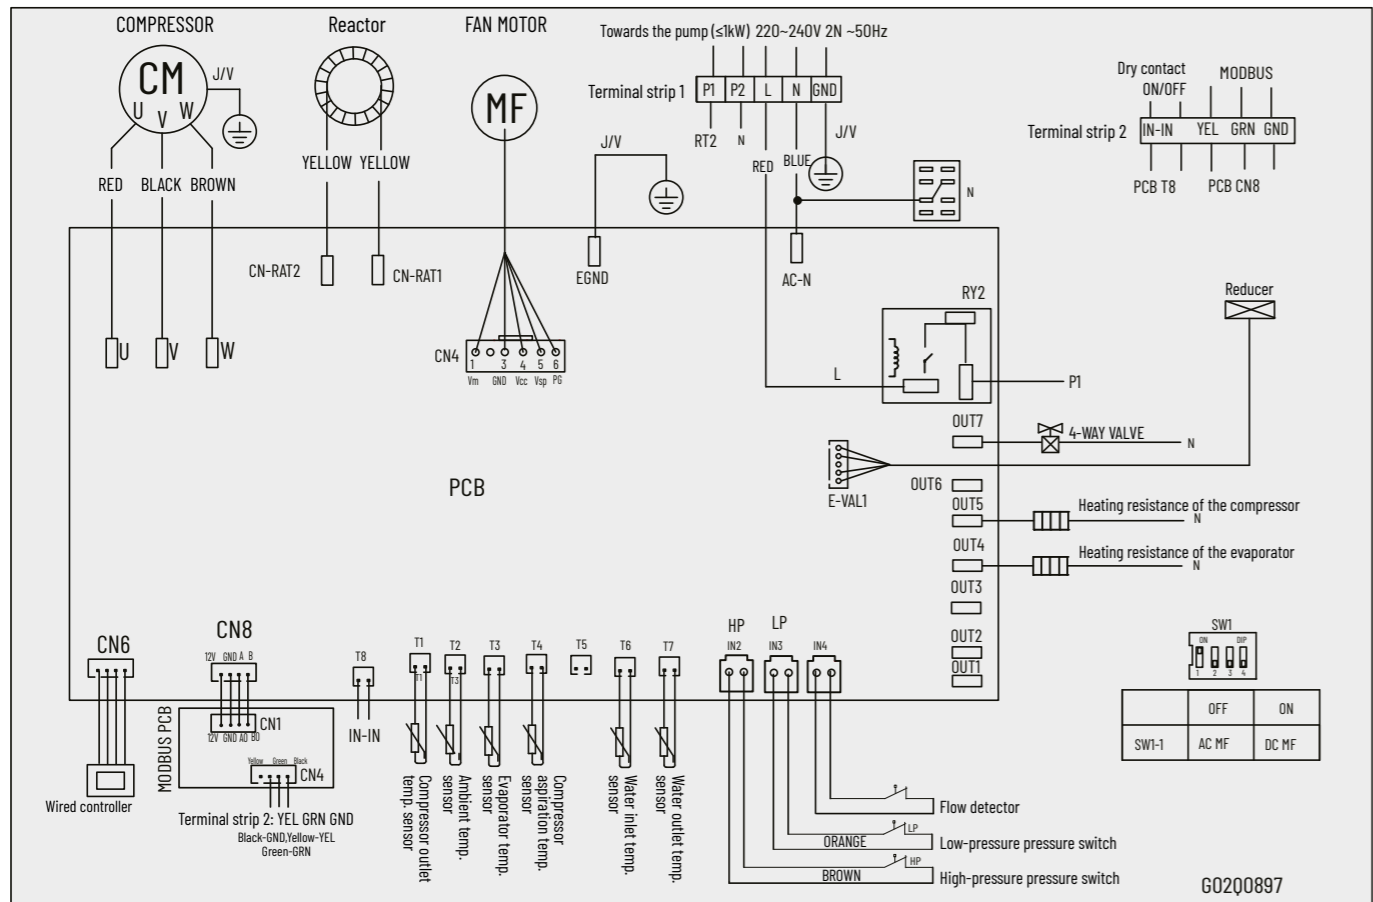 COMPRESSOR
CM
U V W
J/V
RED BLACK BROWN
Reactor
YELLOW YELLOW
FAN MOTOR
MF
J/V
Towards the pump (≤1kW) 220~240V 2N ~50Hz
Terminal strip 1
P1 P2 L N GND
RT2 N
RED BLUE
J/V
N
Dry contact
ON/OFF
MODBUS
Terminal strip 2
IN-IN YEL GRN GND
PCB T8 PCB CN8
CN-RAT2
CN-RAT1
EGND
AC-N
RY2
Reducer
U V W
CN4
1 3 4 5 6
Vm GND Vcc Vsp PG
L
P1
OUT7
4-WAY VALVE
N
PCB
E-VAL1
OUT6
OUT5
Heating resistance of the compressor
N
OUT4
Heating resistance of the evaporator
N
OUT3
OUT2
OUT1
CN6
CN8
12V GND A B
T8
T1
T1
T2
T3
T3
T4
T5
T6
T7
HP
IN2
LP
IN3
IN4
SW1
ON DIP
1 2 3 4
OFF ON
SW1-1 AC MF DC MF
MODBUS PCB
CN1
12V GND A0 B0
Yellow Green Black
CN4
IN-IN
Wired controller
Terminal strip 2: YEL GRN GND
Black-GND,Yellow-YEL
Green-GRN
Compressor outlet
temp. sensor
Ambient temp.
sensor
Evaporator temp.
sensor
Compressor
aspiration temp.
sensor
Water inlet temp.
sensor
Water outlet temp.
sensor
Flow detector
LP
ORANGE
Low-pressure pressure switch
HP
BROWN
High-pressure pressure switch
G02Q0897